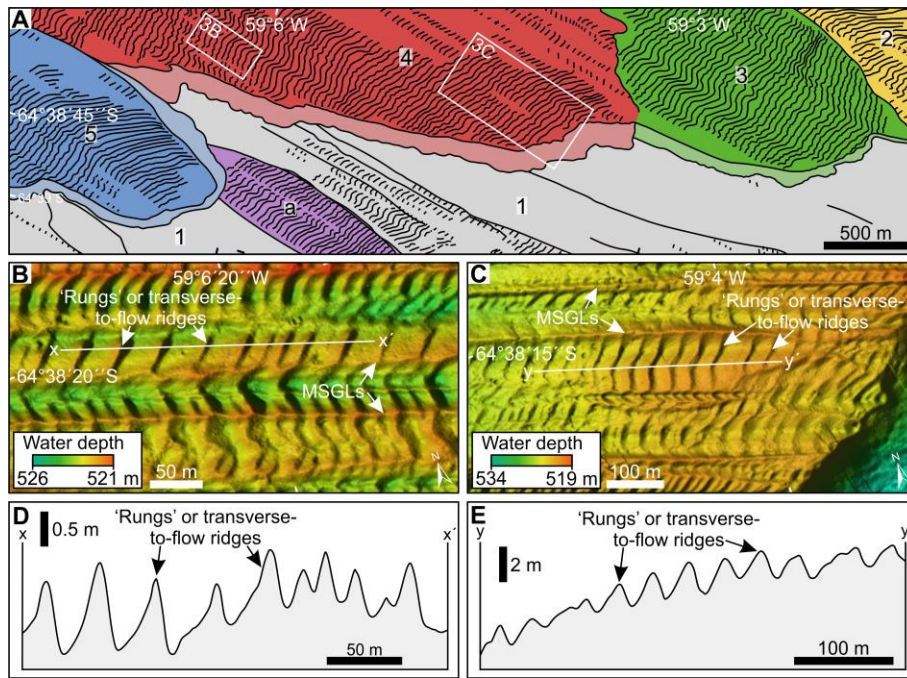 A
59°6´W
59°3´W
3B
4
3C
2
3
64°38´45´´S
5
a
1
1
500 m
B
59°6´20´´W
‘Rungs’ or transverse-
to-flow ridges
x
x´
64°38´20´´S
MSGLs
Water depth
526
521 m
50 m
N
C
59°4´W
‘Rungs’ or transverse-
to-flow ridges
MSGLs
64°38´15´´S
y
y´
Water depth
534
519 m
100 m
N
D
x
0.5 m
‘Rungs’ or transverse-
to-flow ridges
x´
50 m
E
y
2 m
‘Rungs’ or transverse-
to-flow ridges
y´
100 m